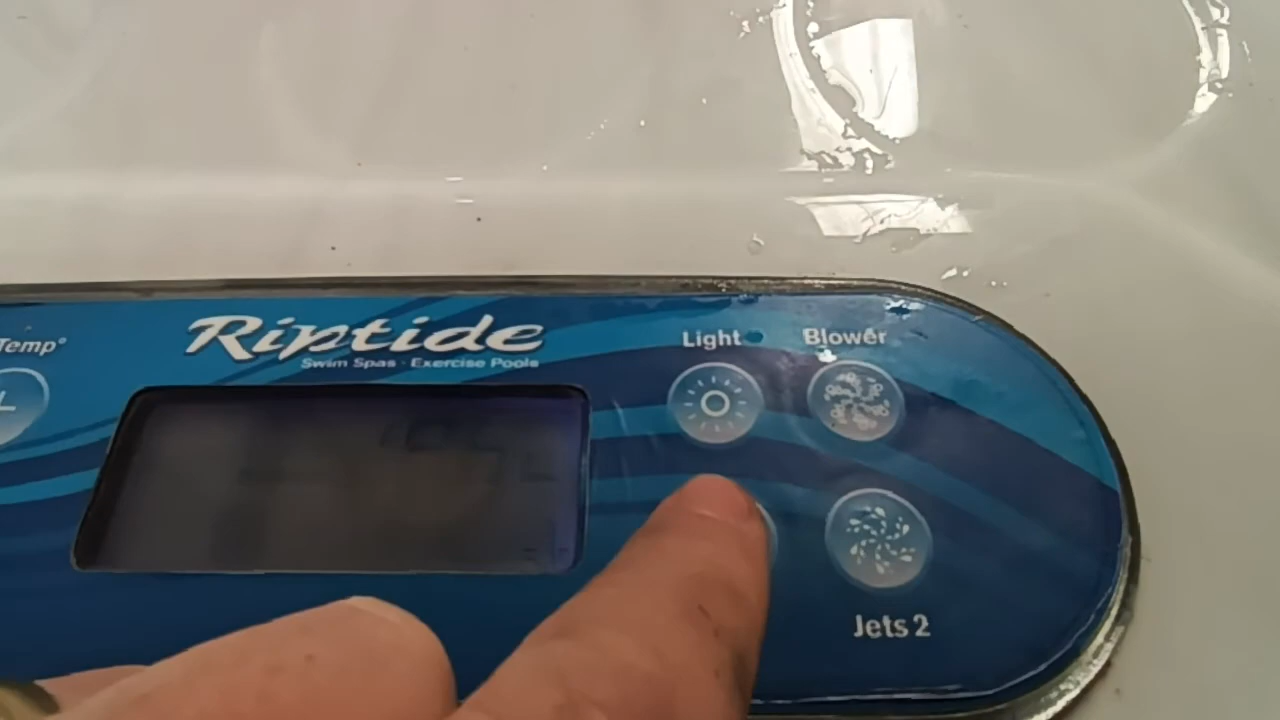 Temp°
Riptide
Swim Spas · Exercise Pools
Light
Blower
Jets 2